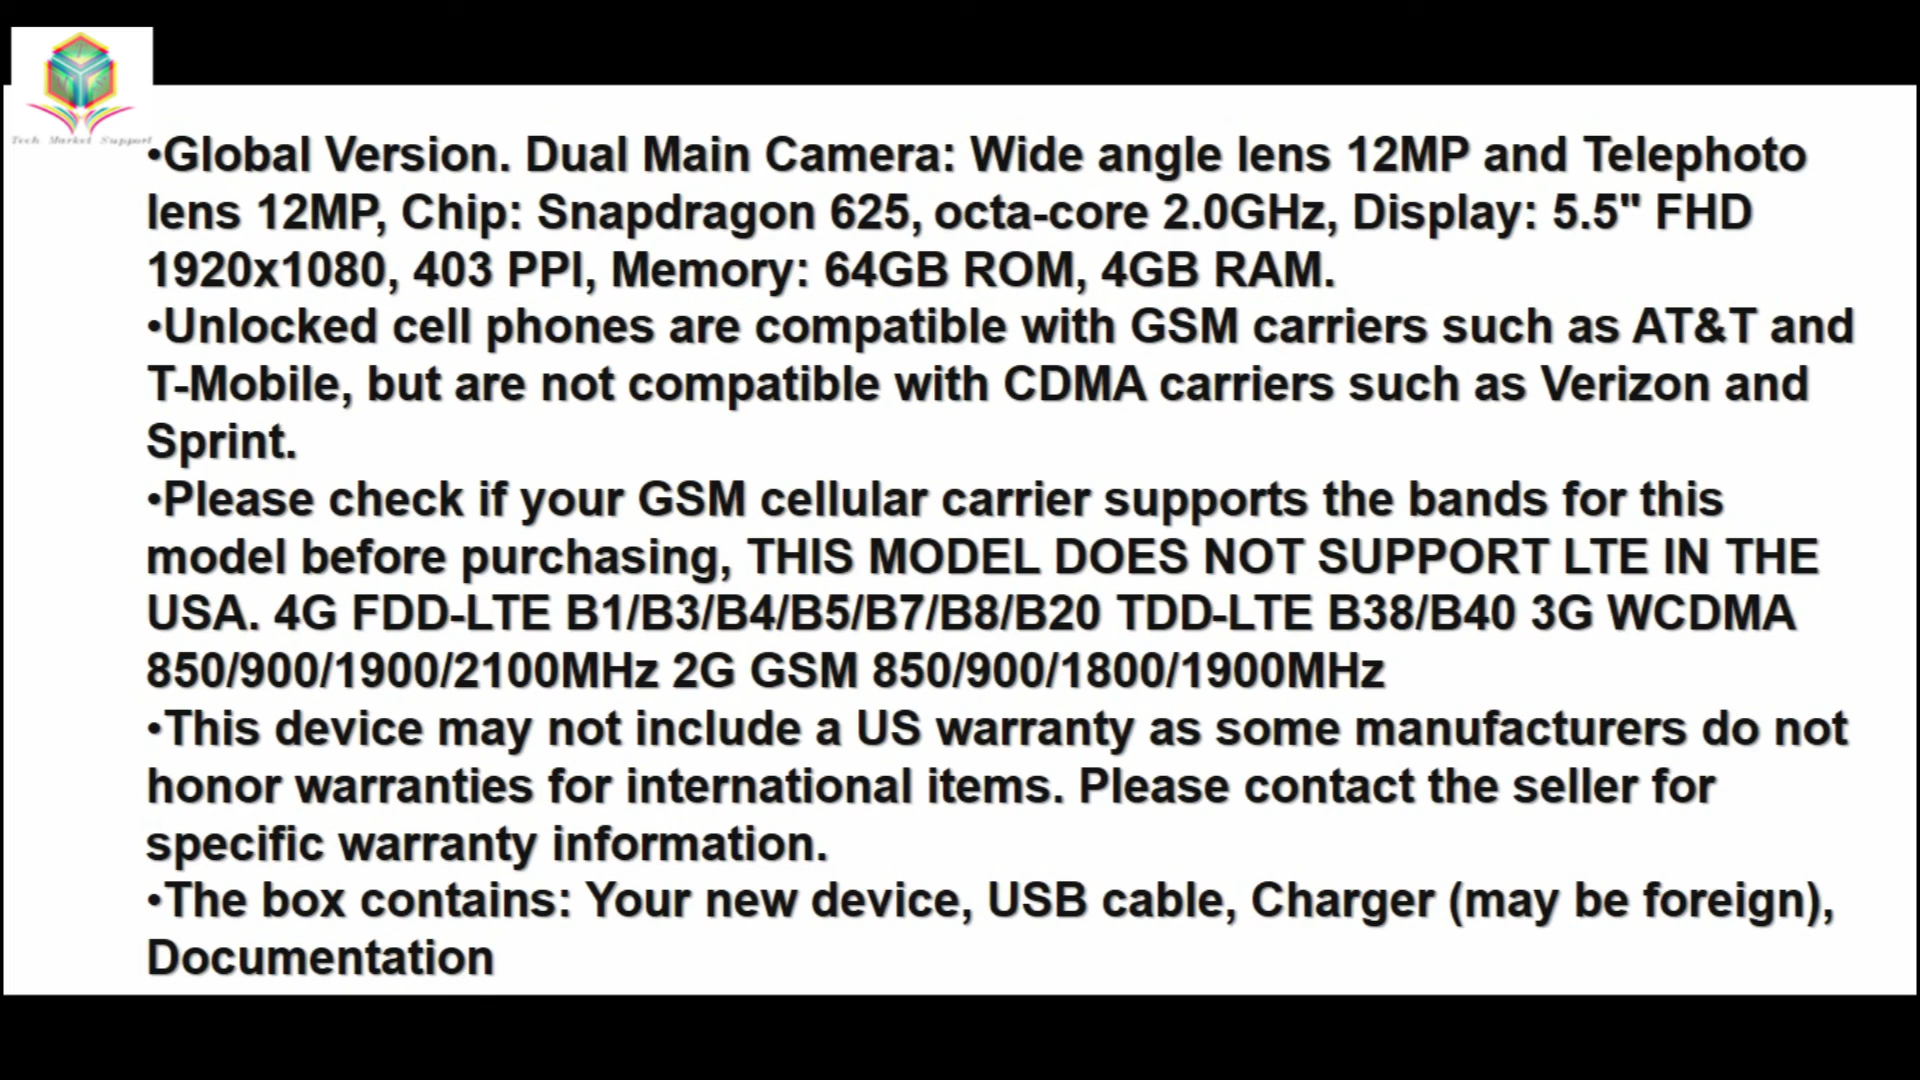 Tech Market Support
•Global Version. Dual Main Camera: Wide angle lens 12MP and Telephoto
lens 12MP, Chip: Snapdragon 625, octa-core 2.0GHz, Display: 5.5" FHD
1920x1080, 403 PPI, Memory: 64GB ROM, 4GB RAM.
•Unlocked cell phones are compatible with GSM carriers such as AT&T and
T-Mobile, but are not compatible with CDMA carriers such as Verizon and
Sprint.
•Please check if your GSM cellular carrier supports the bands for this
model before purchasing, THIS MODEL DOES NOT SUPPORT LTE IN THE
USA. 4G FDD-LTE B1/B3/B4/B5/B7/B8/B20 TDD-LTE B38/B40 3G WCDMA
850/900/1900/2100MHz 2G GSM 850/900/1800/1900MHz
•This device may not include a US warranty as some manufacturers do not
honor warranties for international items. Please contact the seller for
specific warranty information.
•The box contains: Your new device, USB cable, Charger (may be foreign),
Documentation